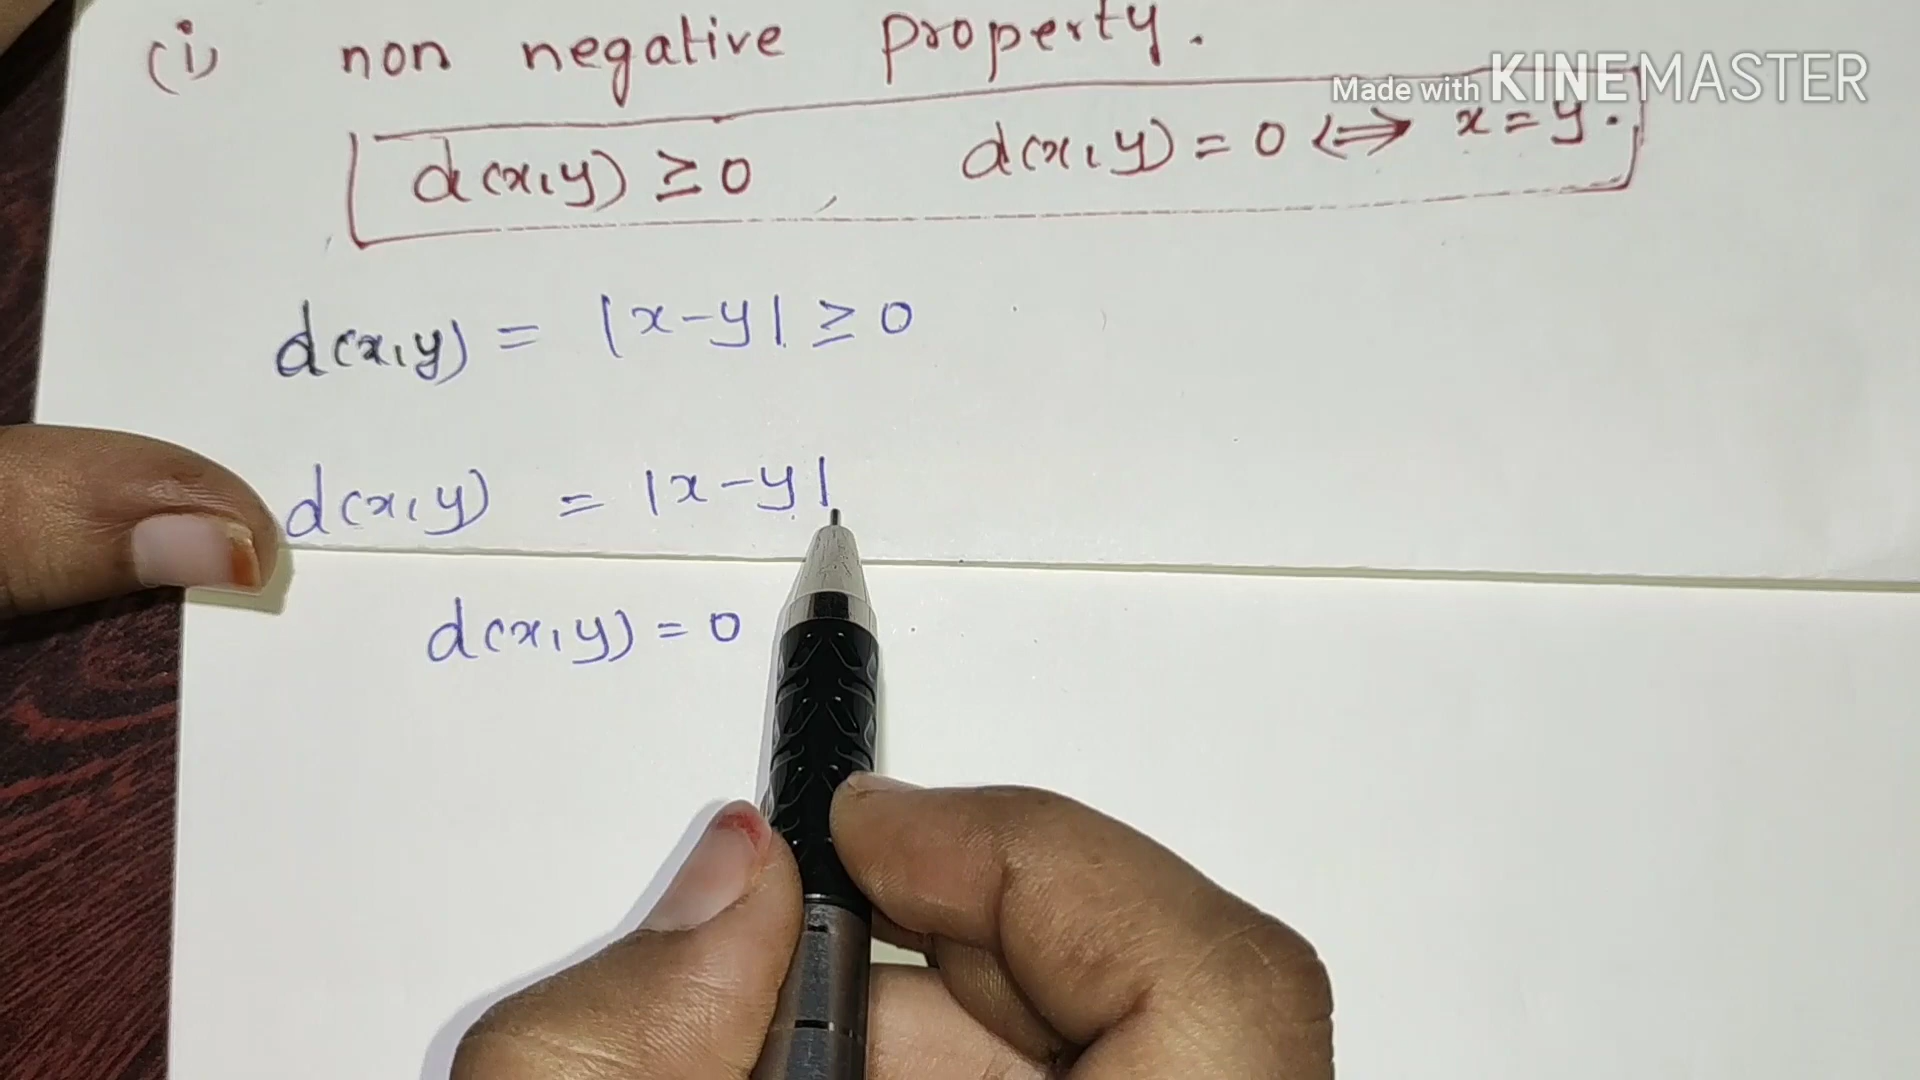 (i) non negative property.
Made with KINEMASTER
d(x,y) ≥ 0 , d(x,y) = 0 ⇔ x = y.
d(x,y) = |x-y| ≥ 0
d(x,y) = |x-y|
d(x,y) = 0